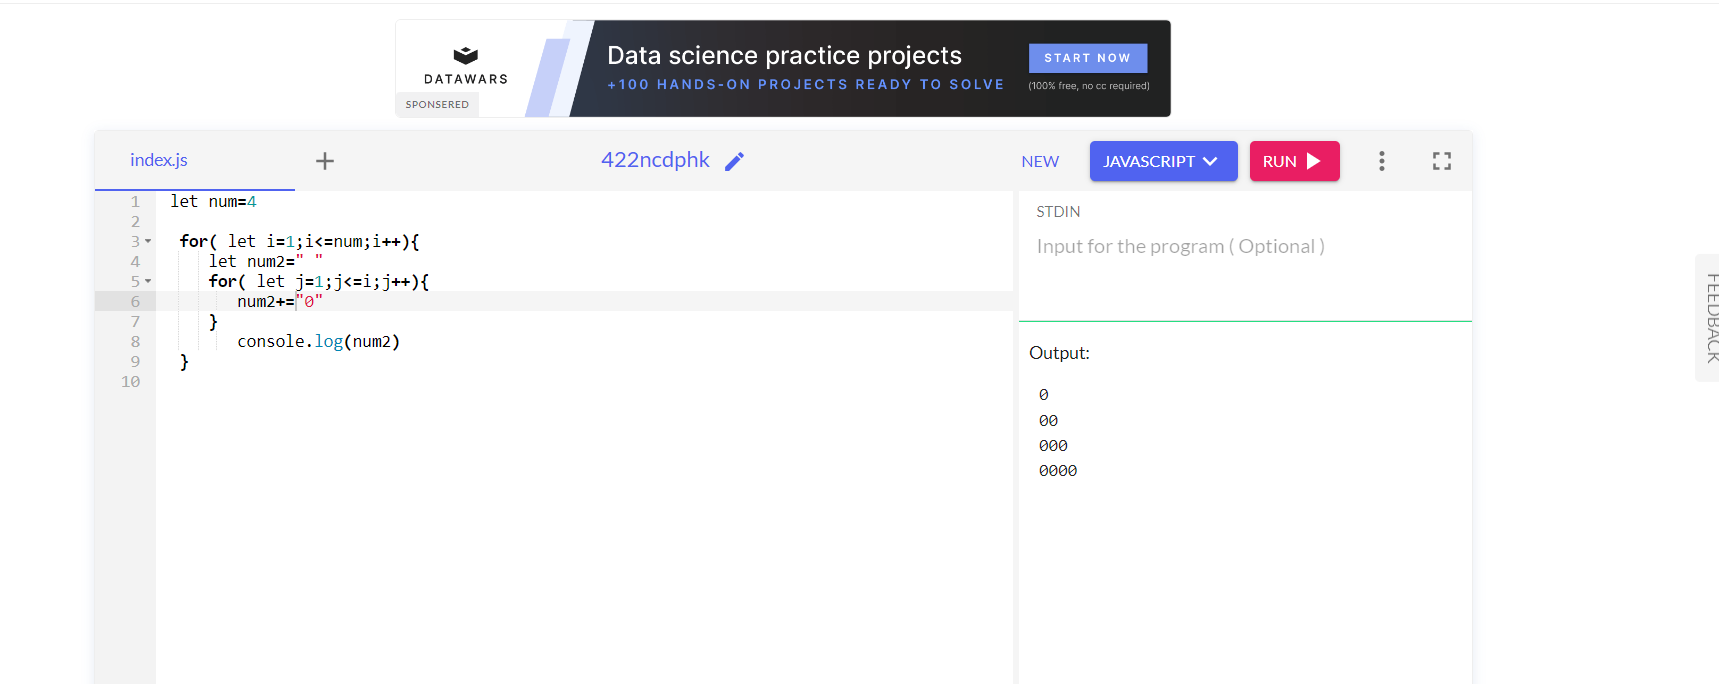 DATAWARS
SPONSERED
Data science practice projects
+100 HANDS-ON PROJECTS READY TO SOLVE
START NOW
(100% free, no cc required)
index.js
+
422ncdphk
NEW
JAVASCRIPT
RUN
1 let num=4
2
3 for( let i=1;i<=num;i++){
4 let num2=" "
5 for( let j=1;j<=i;j++){
6 num2+="0"
7 }
8 console.log(num2)
9 }
10
STDIN
Input for the program ( Optional )
Output:
0
00
000
0000
FEEDBACK